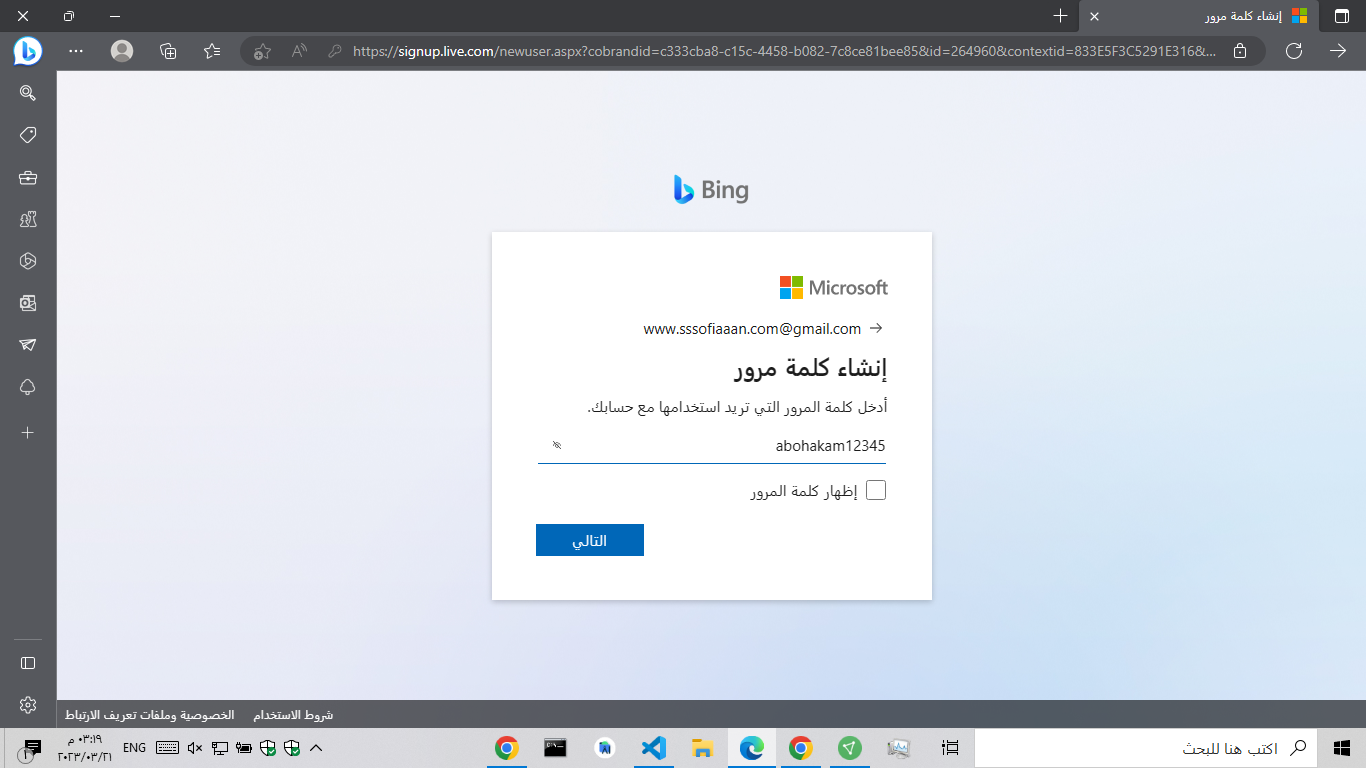 إنشاء كلمة مرور
https://signup.live.com/newuser.aspx?cobrandid=c333cba8-c15c-4458-b082-7c8ce81bee85&id=264960&contextid=833E5F3C5291E316&...
Bing
Microsoft
www.sssofiaaan.com@gmail.com
إنشاء كلمة مرور
أدخل كلمة المرور التي تريد استخدامها مع حسابك.
abohakam12345
إظهار كلمة المرور
التالي
شروط الاستخدام
الخصوصية وملفات تعريف الارتباط
اكتب هنا للبحث
ENG
٠٣:١٩ م
٢٠٢٣/٠٣/٢١